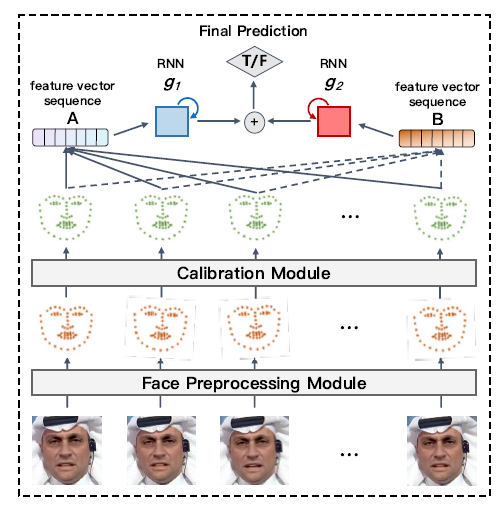 Final Prediction
T/F
RNN
g1
RNN
g2
feature vector
sequence
A
feature vector
sequence
B
+
...
Calibration Module
...
Face Preprocessing Module
...